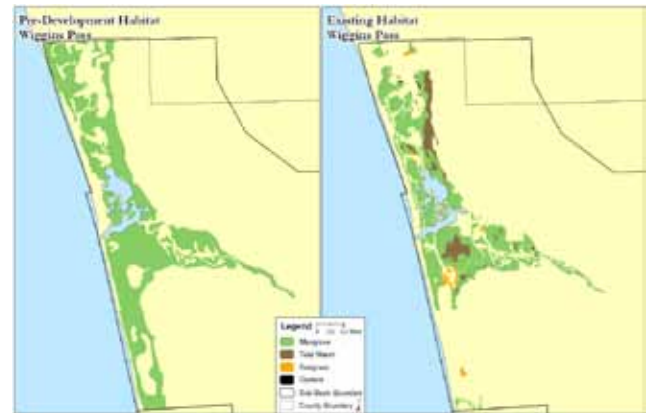 Pre-Development Habitat
Wiggins Pass
Existing Habitat
Wiggins Pass
Legend
Mangrove
Tidal Marsh
Seagrass
Oysters
Sub-Basin Boundary
County Boundary